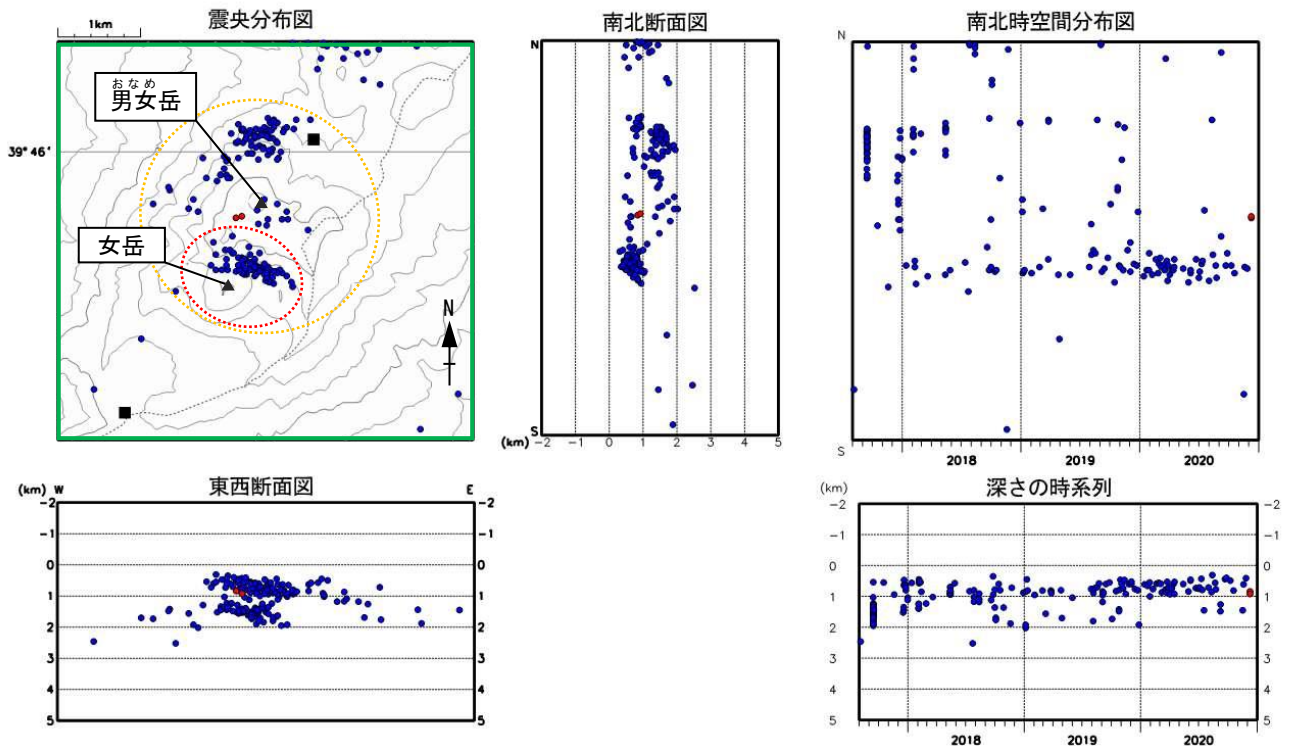 震央分布図
1km
おなめ
男女岳
39°46′
女岳
N
南北断面図
N
S
(km) -2 -1 0 1 2 3 4 5
南北時空間分布図
N
S
2018 2019 2020
東西断面図
(km) W E
-2 -2
-1 -1
0 0
1 1
2 2
3 3
4 4
5 5
深さの時系列
(km) (km)
-2 -2
-1 -1
0 0
1 1
2 2
3 3
4 4
5 5
2018 2019 2020